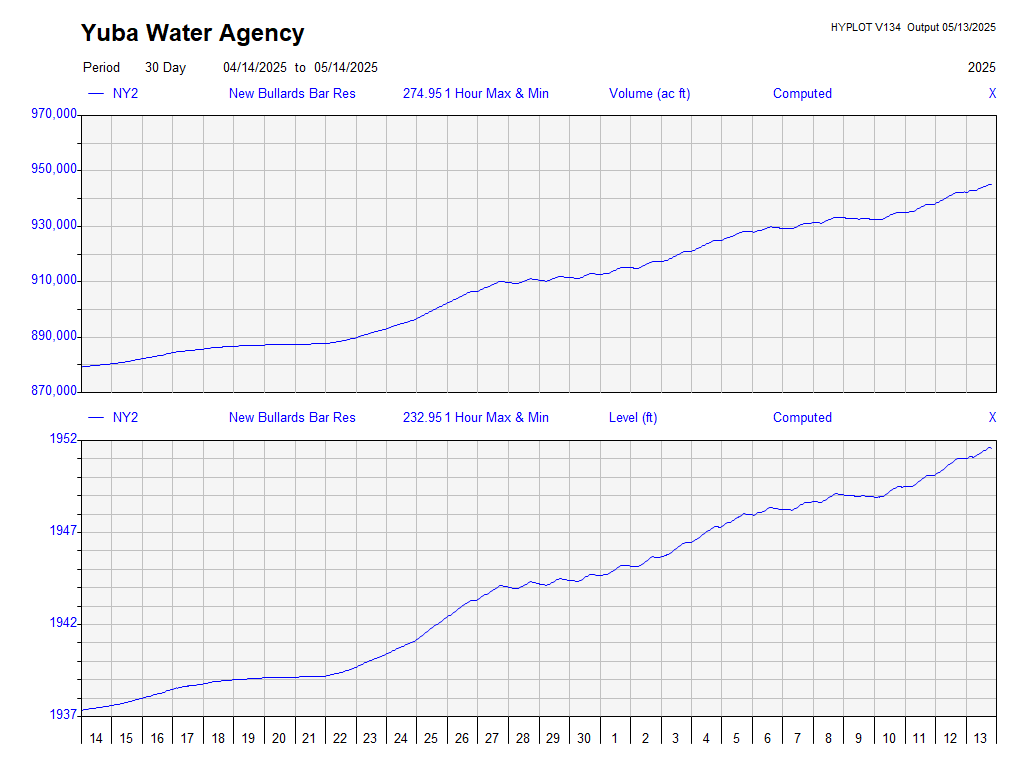 Yuba Water Agency
HYPLOT V134 Output 05/13/2025
Period 30 Day 04/14/2025 to 05/14/2025 2025
NY2 New Bullards Bar Res 274.95 1 Hour Max & Min Volume (ac ft) Computed X
970,000
950,000
930,000
910,000
890,000
870,000
NY2 New Bullards Bar Res 232.95 1 Hour Max & Min Level (ft) Computed X
1952
1947
1942
1937
14 15 16 17 18 19 20 21 22 23 24 25 26 27 28 29 30 1 2 3 4 5 6 7 8 9 10 11 12 13